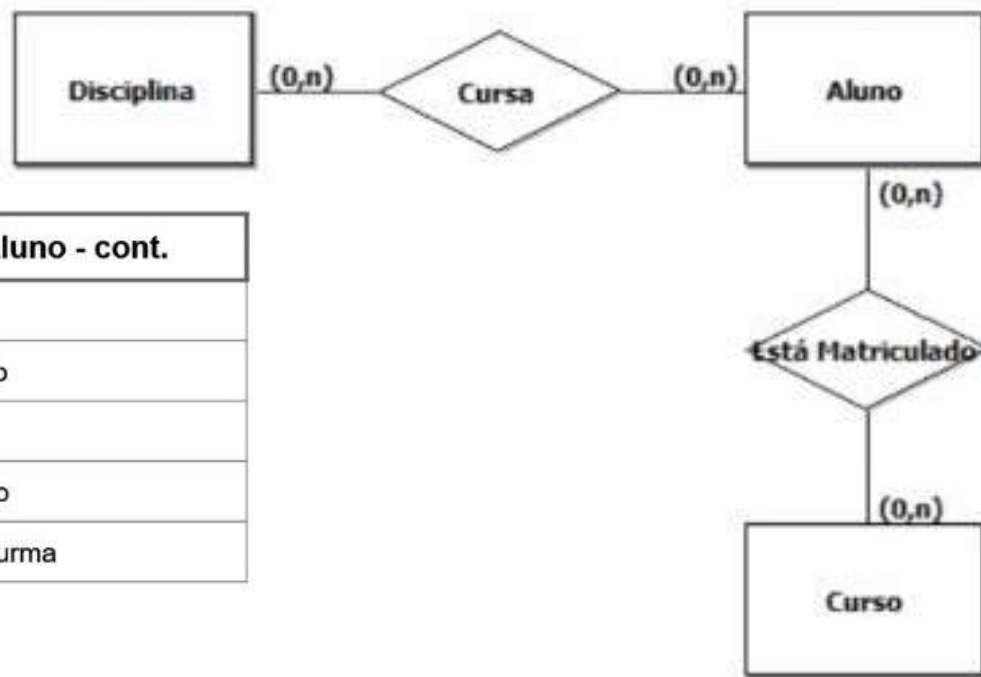 Disciplina
(0,n)
Cursa
(0,n)
Aluno
(0,n)
luno - cont.
o
Está Matriculado
o
urma
(0,n)
Curso